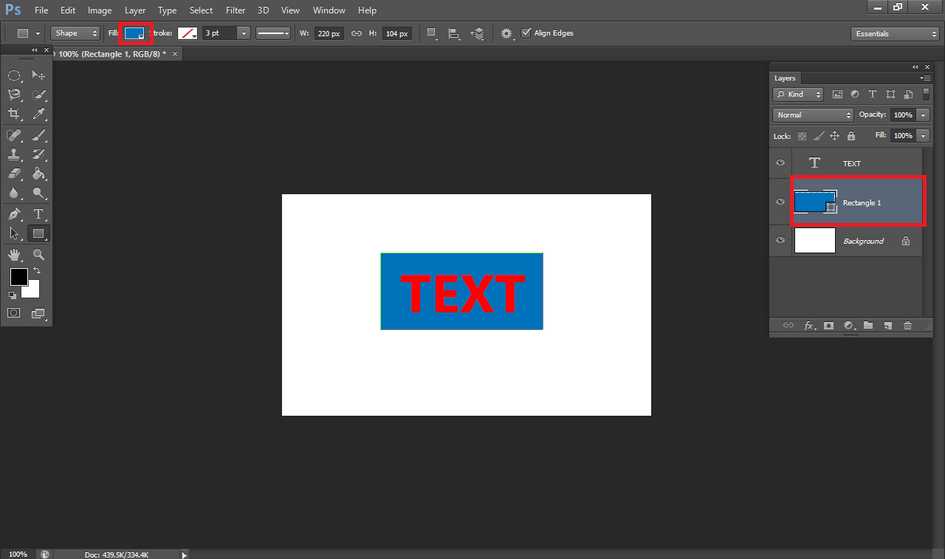 Ps File Edit Image Layer Type Select Filter 3D View Window Help
Shape Fill: troke: 3 pt W: 220 px H: 104 px Align Edges Essentials
100% (Rectangle 1, RGB/8) * ×
Layers
Kind T
Normal Opacity: 100%
Lock: Fill: 100%
T TEXT
Rectangle 1
Background
fx
TEXT
100% Doc: 439.5K/334.4K